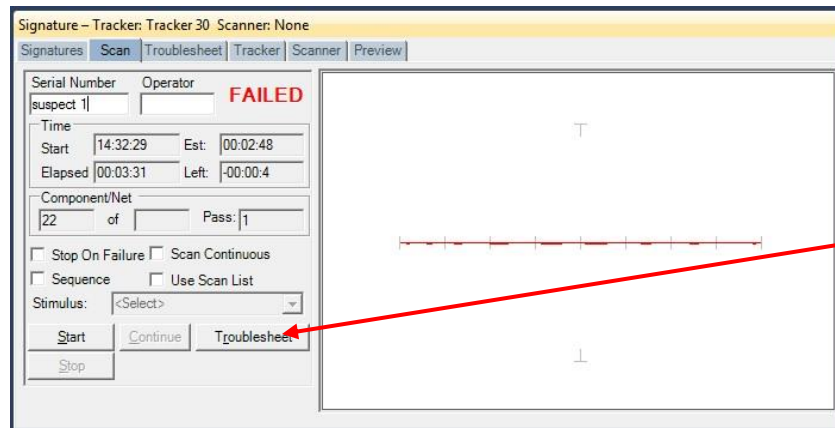 Signature – Tracker: Tracker 30 Scanner: None
Signatures Scan Troublesheet Tracker Scanner Preview
Serial Number Operator
suspect 1 FAILED
Time
Start 14:32:29 Est: 00:02:48
Elapsed 00:03:31 Left: -00:00:4
Component/Net
22 of Pass: 1
Stop On Failure Scan Continuous
Sequence Use Scan List
Stimulus: <Select>
Start Continue Troublesheet
Stop